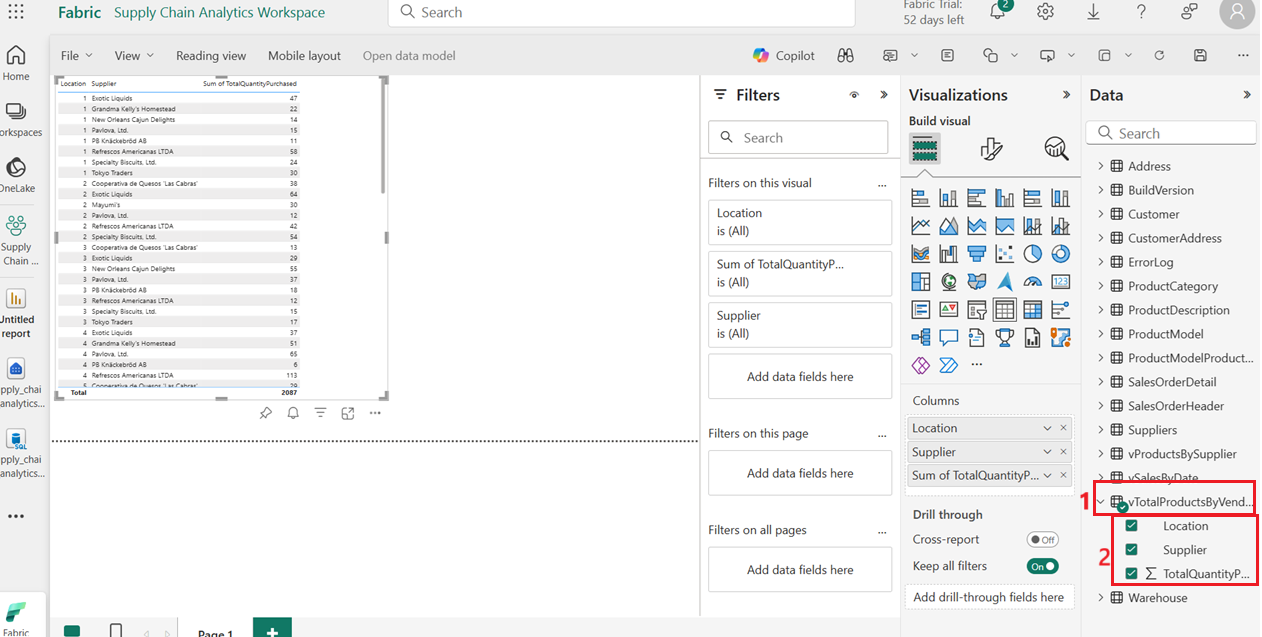 Fabric Supply Chain Analytics Workspace
Search
Fabric Trial:
52 days left
2
File
View
Reading view
Mobile layout
Open data model
Copilot
Home
orkspaces
OneLake
Supply
Chain ...
Untitled
report
pply_chai
analytics...
SQL
pply_chai
analytics...
Fabric
Location Supplier Sum of TotalQuantityPurchased
1 Exotic Liquids 47
1 Grandma Kelly's Homestead 22
1 New Orleans Cajun Delights 14
1 Pavlova, Ltd. 15
1 PB Knäckebröd AB 11
1 Refrescos Americanas LTDA 58
1 Specialty Biscuits, Ltd. 24
1 Tokyo Traders 30
2 Cooperativa de Quesos 'Las Cabras' 38
2 Exotic Liquids 64
2 Mayumi's 30
2 Pavlova, Ltd. 12
2 Refrescos Americanas LTDA 42
2 Specialty Biscuits, Ltd. 54
3 Cooperativa de Quesos 'Las Cabras' 13
3 Exotic Liquids 29
3 New Orleans Cajun Delights 55
3 Pavlova, Ltd. 37
3 PB Knäckebröd AB 18
3 Refrescos Americanas LTDA 12
3 Specialty Biscuits, Ltd. 15
3 Tokyo Traders 17
4 Exotic Liquids 37
4 Grandma Kelly's Homestead 51
4 Pavlova, Ltd. 65
4 PB Knäckebröd AB 6
4 Refrescos Americanas LTDA 113
5 Cooperativa de Quesos 'Las Cabras' 29
Total 2087
Page 1
Filters
Search
Filters on this visual ...
Location
is (All)
Sum of TotalQuantityP...
is (All)
Supplier
is (All)
Add data fields here
Filters on this page ...
Add data fields here
Filters on all pages ...
Add data fields here
Visualizations
Build visual
123
Columns
Location
Supplier
Sum of TotalQuantityP...
Drill through
Cross-report Off
Keep all filters On
Add drill-through fields here
Data
Search
Address
BuildVersion
Customer
CustomerAddress
ErrorLog
ProductCategory
ProductDescription
ProductModel
ProductModelProduct...
SalesOrderDetail
SalesOrderHeader
Suppliers
vProductsBySupplier
vSalesByDate
1 vTotalProductsByVend...
Location
2 Supplier
TotalQuantityP...
Warehouse